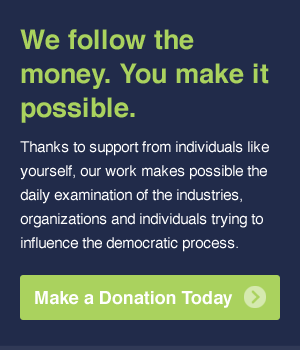 We follow the
money. You make it
possible.
Thanks to support from individuals like
yourself, our work makes possible the
daily examination of the industries,
organizations and individuals trying to
influence the democratic process.
Make a Donation Today